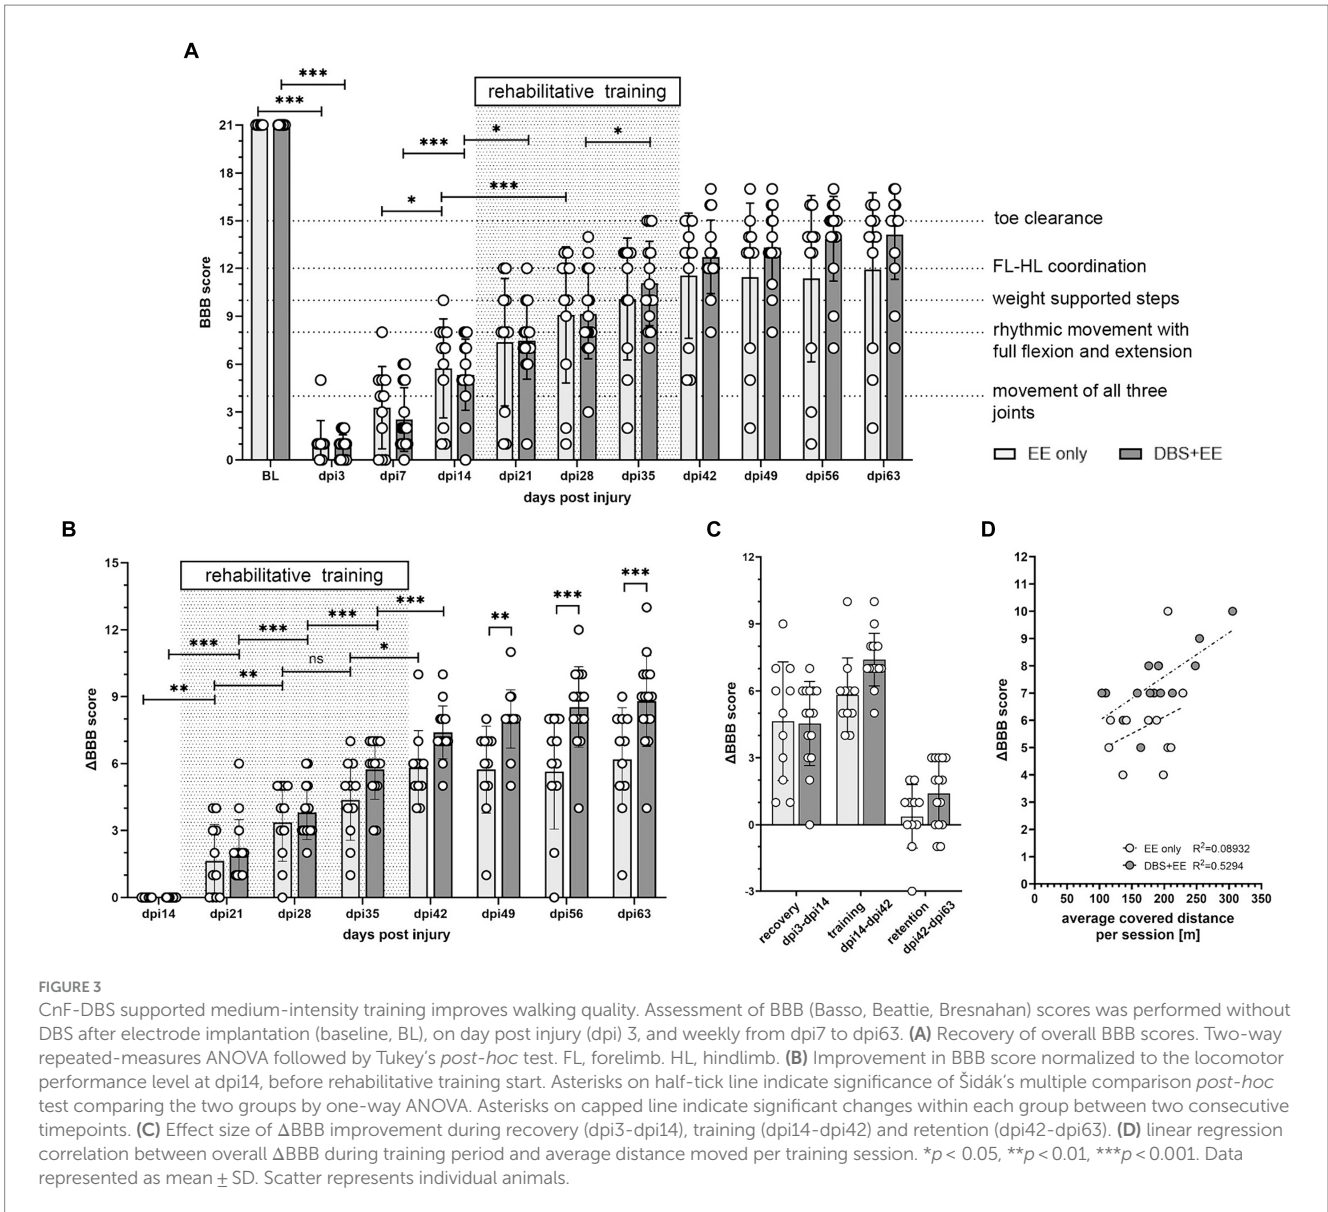 A
rehabilitative training
***
***
***
*
*
*
***
21
18
15
12
9
6
3
0
BBB score
toe clearance
FL-HL coordination
weight supported steps
rhythmic movement with
full flexion and extension
movement of all three
joints
EE only
DBS+EE
BL
dpi3
dpi7
dpi14
dpi21
dpi28
dpi35
dpi42
dpi49
dpi56
dpi63
days post injury
B
rehabilitative training
15
12
9
6
3
0
ΔBBB score
**
***
**
***
ns
***
*
***
**
***
***
dpi14
dpi21
dpi28
dpi35
dpi42
dpi49
dpi56
dpi63
days post injury
C
12
9
6
3
0
-3
ΔBBB score
recovery
dpi3-dpi14
training
dpi14-dpi42
retention
dpi42-dpi63
D
12
11
10
9
8
7
6
5
4
3
2
1
0
ΔBBB score
EE only R²=0.08932
DBS+EE R²=0.5294
0
50
100
150
200
250
300
350
average covered distance
per session [m]
FIGURE 3
CnF-DBS supported medium-intensity training improves walking quality. Assessment of BBB (Basso, Beattie, Bresnahan) scores was performed without
DBS after electrode implantation (baseline, BL), on day post injury (dpi) 3, and weekly from dpi7 to dpi63. (A) Recovery of overall BBB scores. Two-way
repeated-measures ANOVA followed by Tukey's post-hoc test. FL, forelimb. HL, hindlimb. (B) Improvement in BBB score normalized to the locomotor
performance level at dpi14, before rehabilitative training start. Asterisks on half-tick line indicate significance of Šidák's multiple comparison post-hoc
test comparing the two groups by one-way ANOVA. Asterisks on capped line indicate significant changes within each group between two consecutive
timepoints. (C) Effect size of ΔBBB improvement during recovery (dpi3-dpi14), training (dpi14-dpi42) and retention (dpi42-dpi63). (D) linear regression
correlation between overall ΔBBB during training period and average distance moved per training session. *p < 0.05, **p < 0.01, ***p < 0.001. Data
represented as mean ± SD. Scatter represents individual animals.